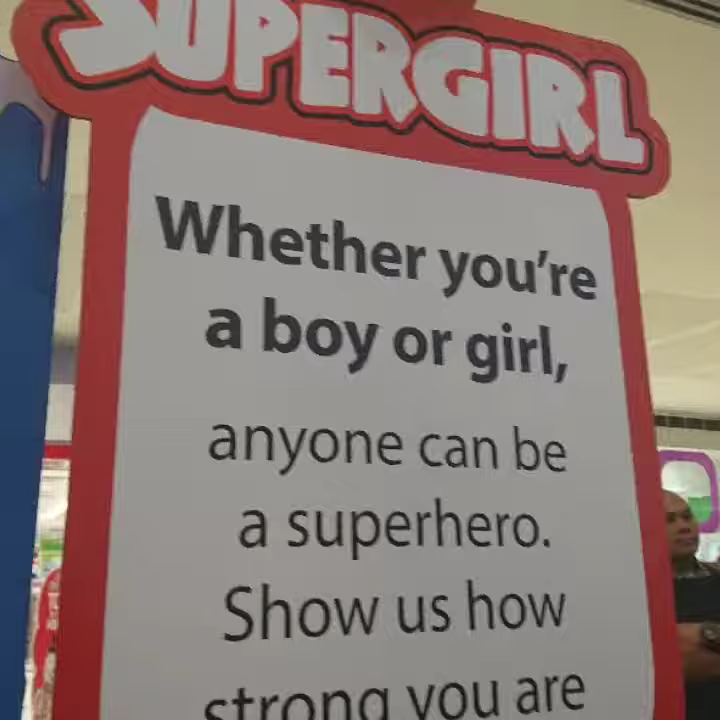 SUPERGIRL
Whether you're
a boy or girl,
anyone can be
a superhero.
Show us how
strong you are